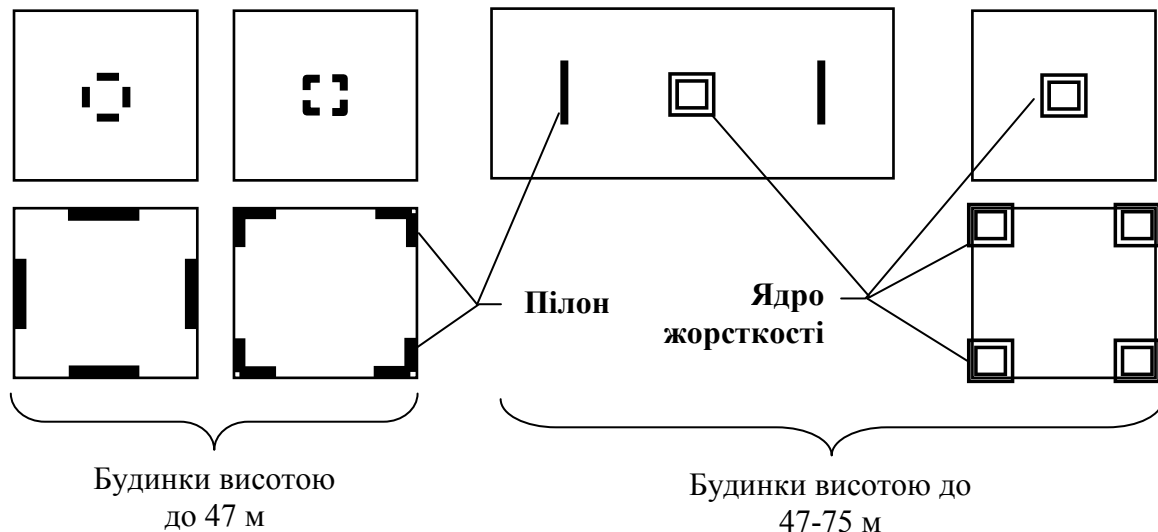 Пілон
Ядро
жорсткості
Будинки висотою
до 47 м
Будинки висотою до
47-75 м